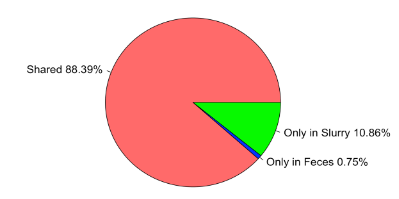 Shared 88.39%
Only in Slurry 10.86%
Only in Feces 0.75%